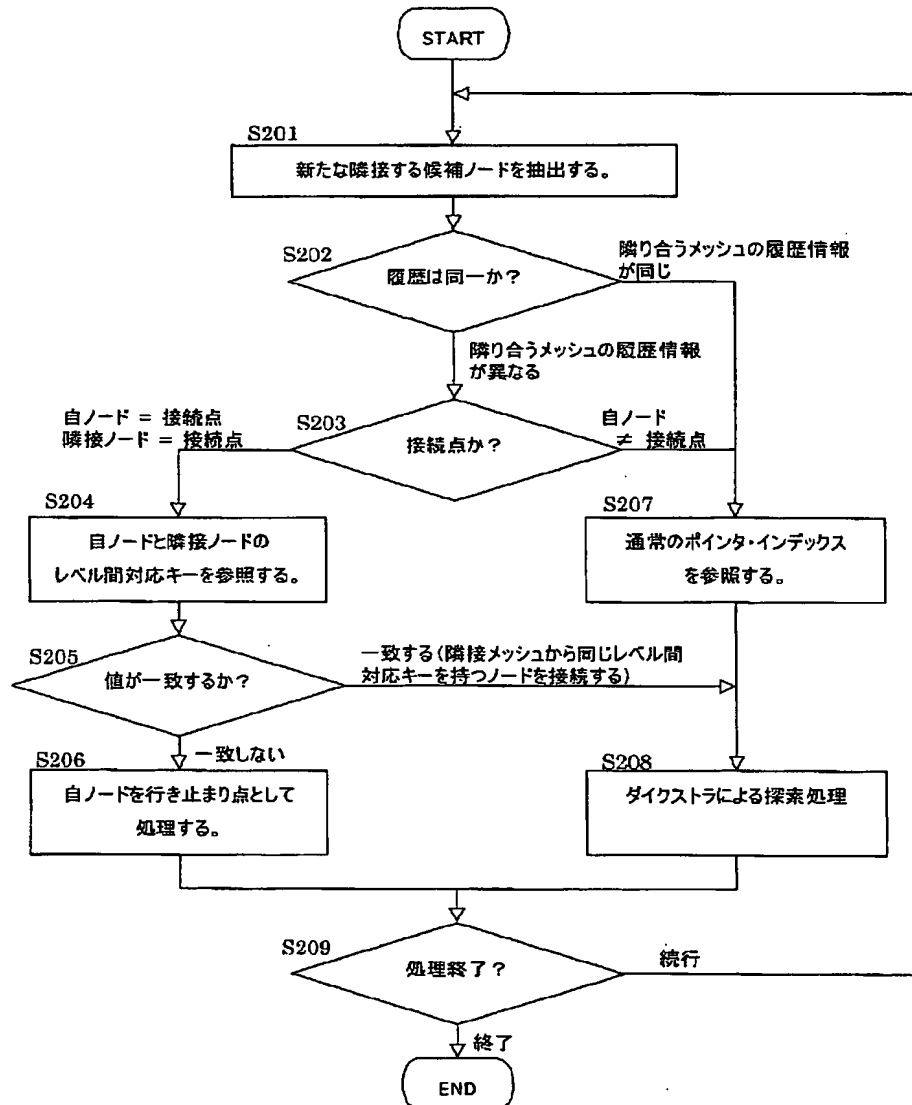 START
S201
新たな隣接する候補ノードを抽出する。
S202
履歴は同一か?
隣り合うメッシュの履歴情報
が同じ
隣り合うメッシュの履歴情報
が異なる
自ノード = 接続点
隣接ノード = 接続点
S203
接続点か?
自ノード
≠ 接続点
S204
自ノードと隣接ノードの
レベル間対応キーを参照する。
S207
通常のポインタ・インデックス
を参照する。
S205
値が一致するか?
一致する(隣接メッシュから同じレベル間
対応キーを持つノードを接続する)
一致しない
S206
自ノードを行き止まり点として
処理する。
S208
ダイクストラによる探索処理
S209
処理終了?
続行
終了
END